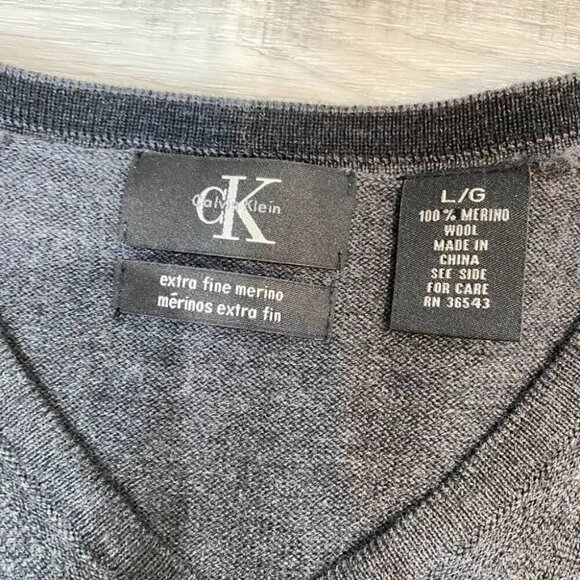 cK
Calvin Klein
extra fine merino
mérinos extra fin
L/G
100% MERINO
WOOL
MADE IN
CHINA
SEE SIDE
FOR CARE
RN 36543